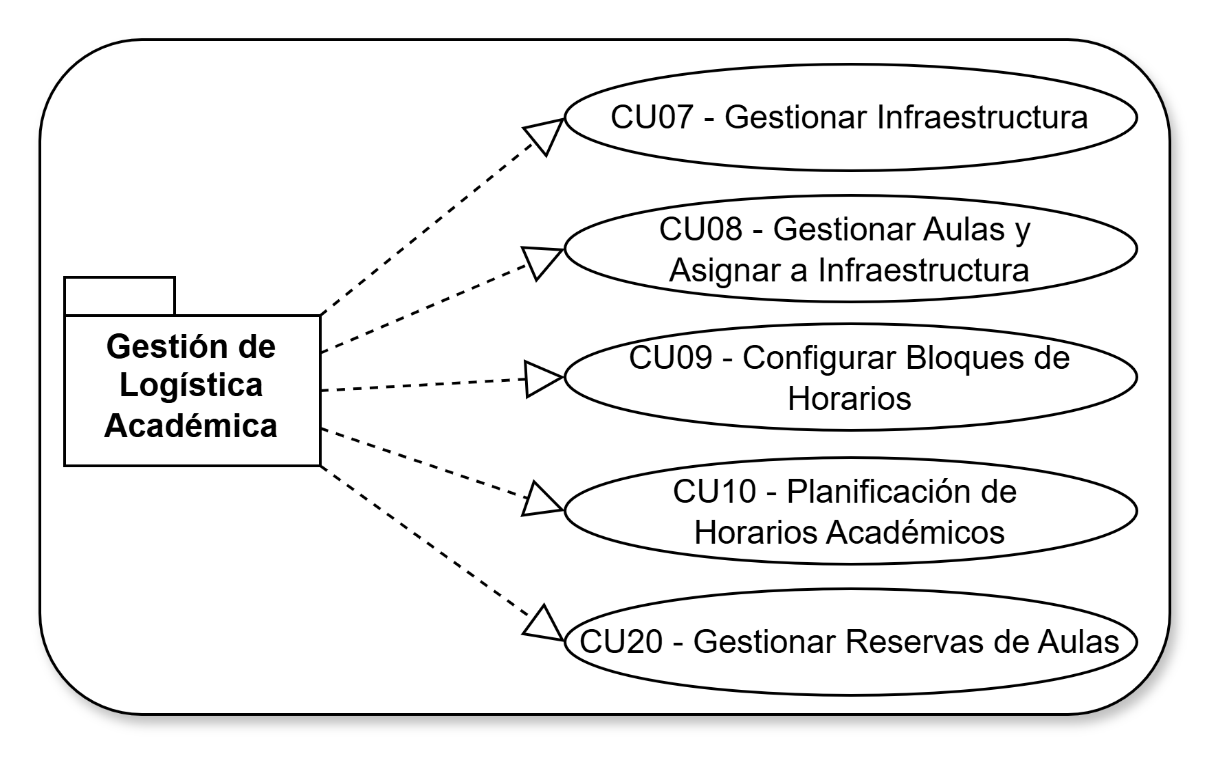 CU07 - Gestionar Infraestructura
CU08 - Gestionar Aulas y
Asignar a Infraestructura
Gestión de
Logística
Académica
CU09 - Configurar Bloques de
Horarios
CU10 - Planificación de
Horarios Académicos
CU20 - Gestionar Reservas de Aulas